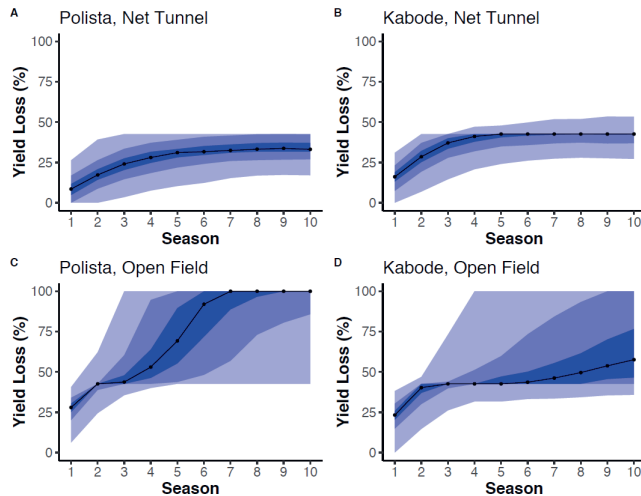 A
Polista, Net Tunnel
Yield Loss (%)
100
75
50
25
0
1 2 3 4 5 6 7 8 9 10
Season
B
Kabode, Net Tunnel
Yield Loss (%)
100
75
50
25
0
1 2 3 4 5 6 7 8 9 10
Season
C
Polista, Open Field
Yield Loss (%)
100
75
50
25
0
1 2 3 4 5 6 7 8 9 10
Season
D
Kabode, Open Field
Yield Loss (%)
100
75
50
25
0
1 2 3 4 5 6 7 8 9 10
Season